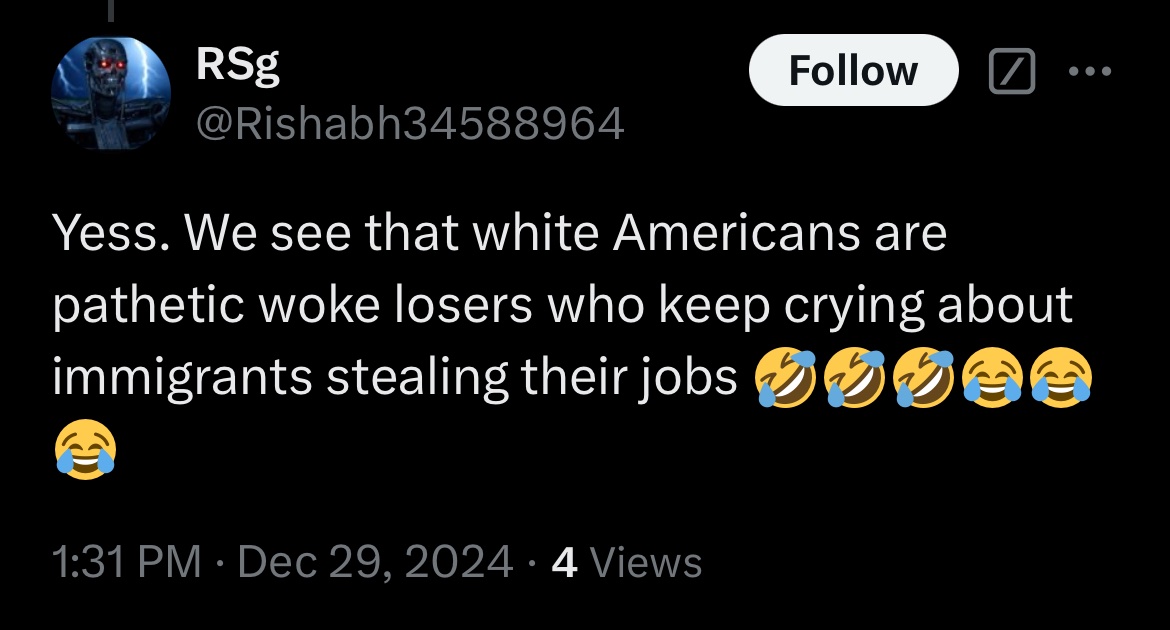 RSg
Follow
@Rishabh34588964
Yess. We see that white Americans are
pathetic woke losers who keep crying about
immigrants stealing their jobs 🤣🤣🤣😂😂
😂
1:31 PM · Dec 29, 2024 · 4 Views